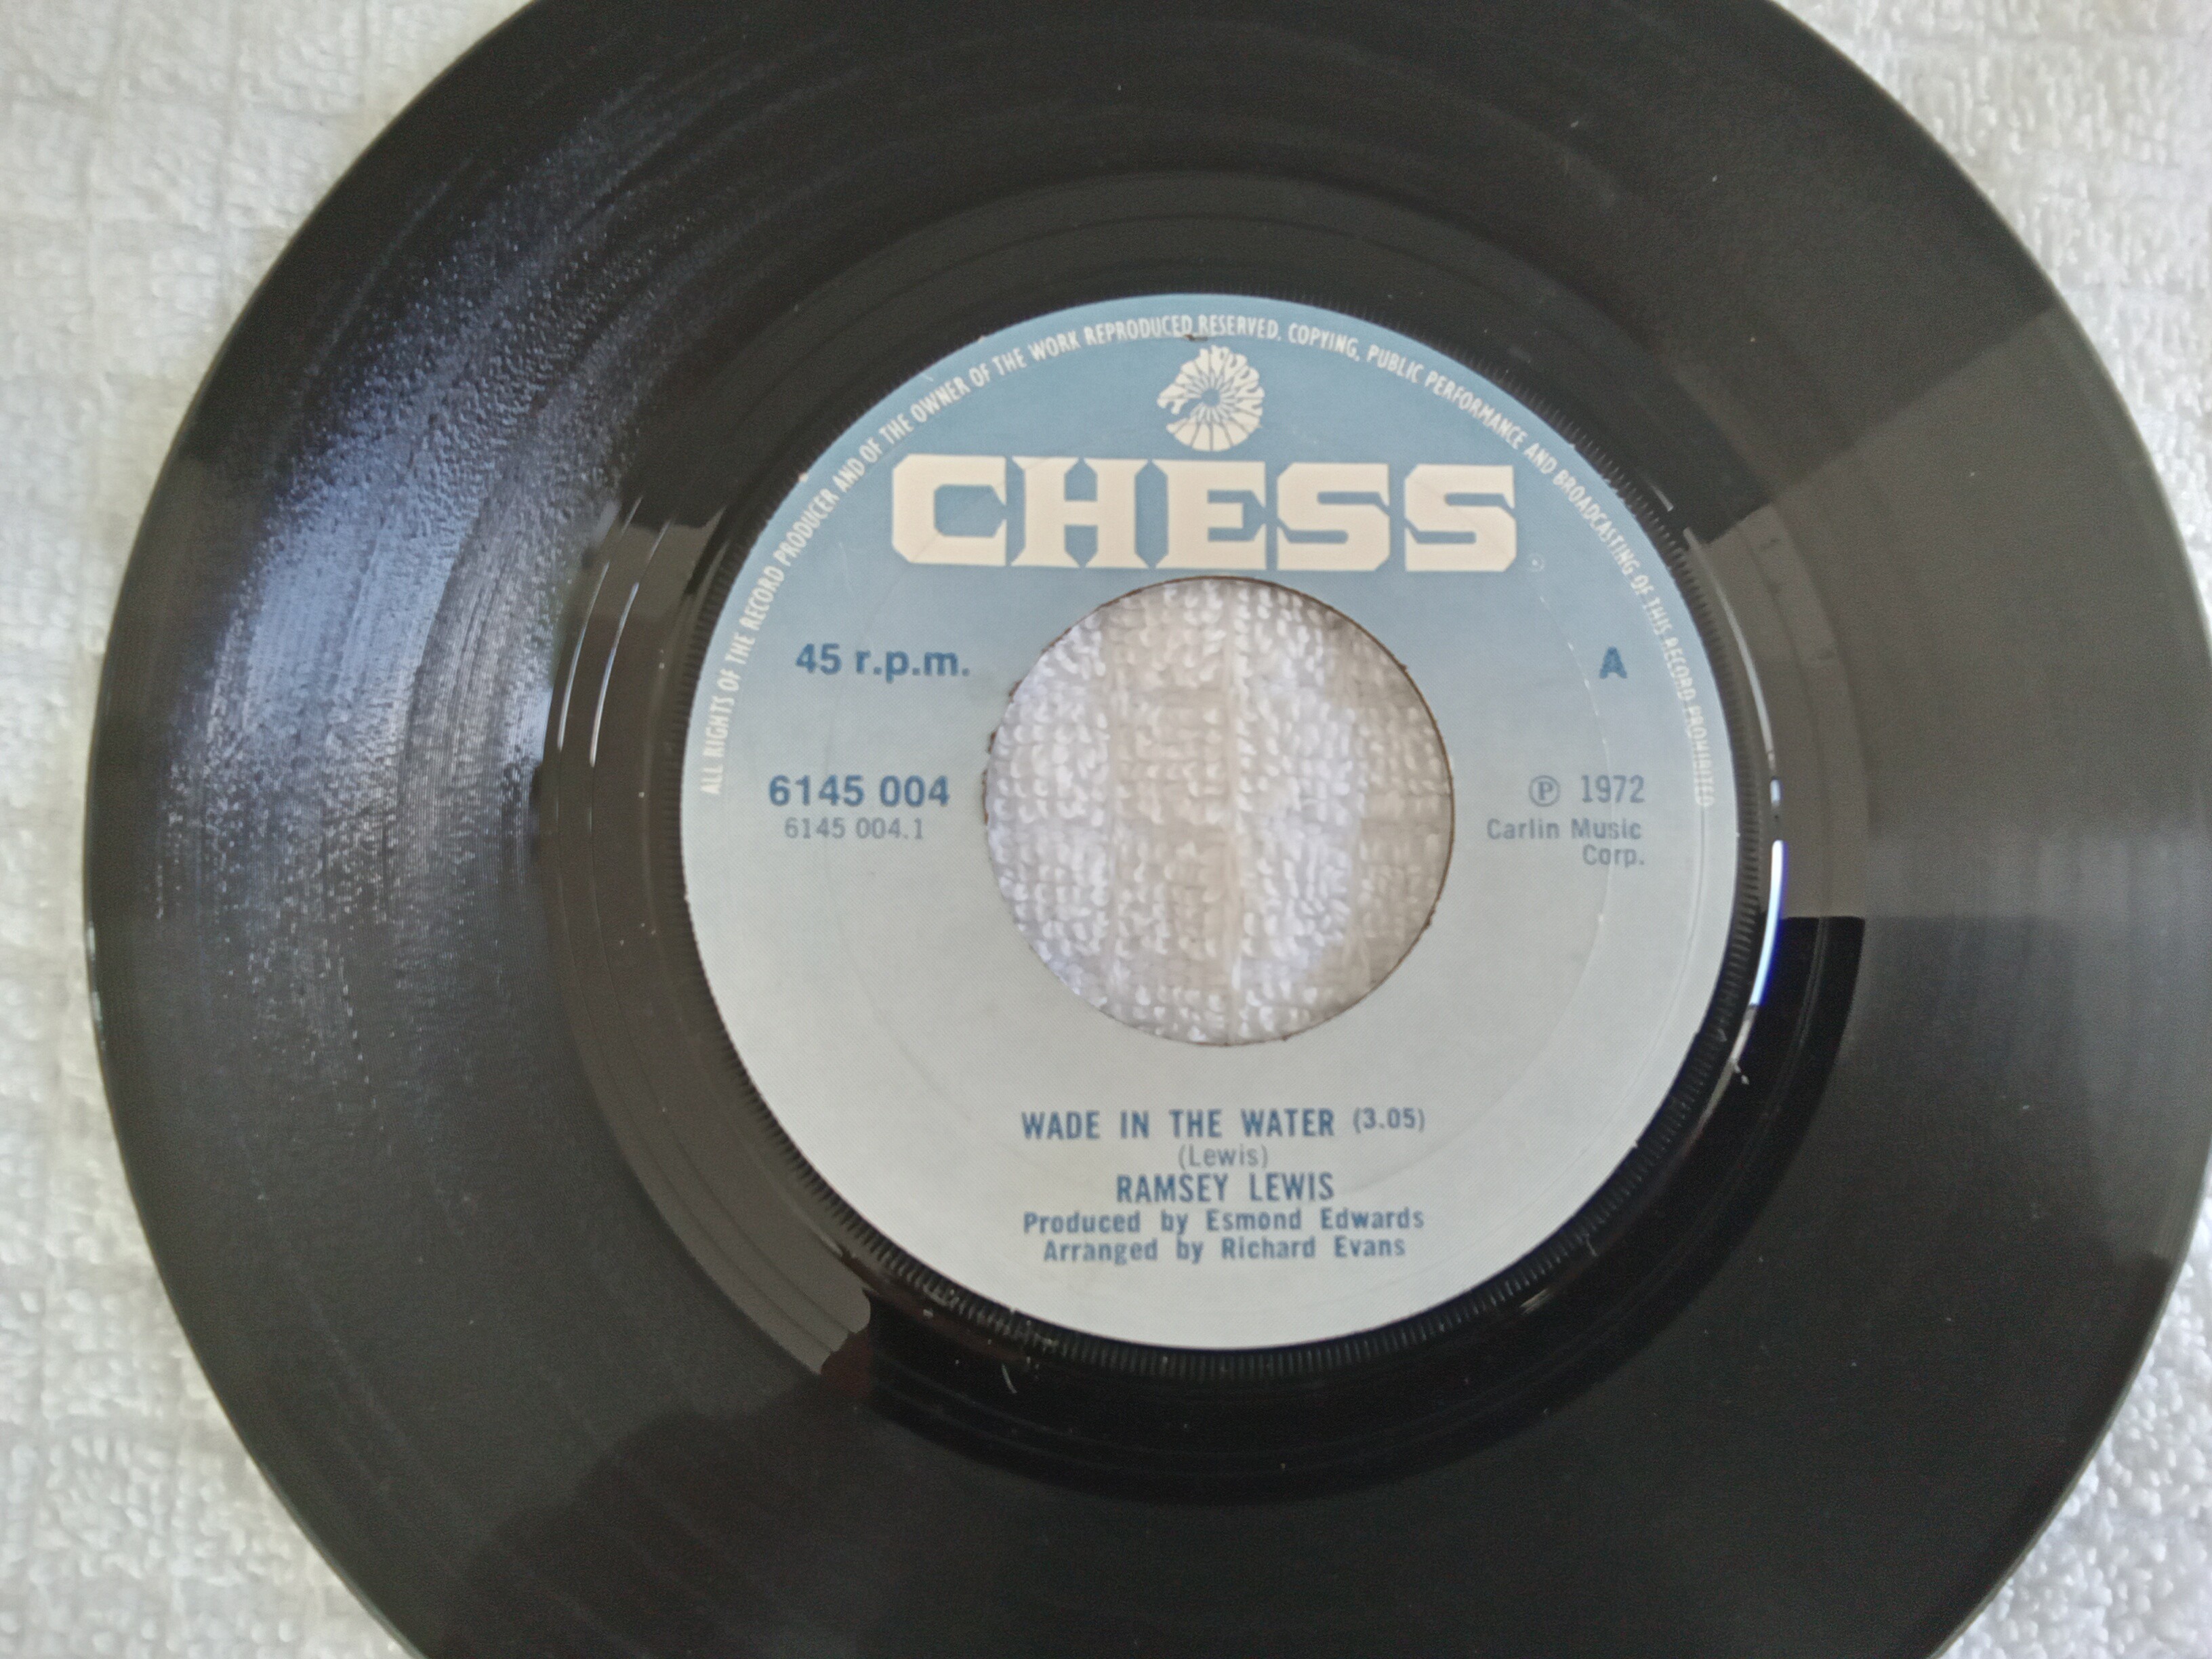 ALL RIGHTS OF THE RECORD PRODUCER AND OF THE OWNER OF THE WORK REPRODUCED RESERVED. COPYING, PUBLIC PERFORMANCE AND BROADCASTING OF THIS RECORD PROHIBITED
CHESS
45 r.p.m.
A
6145 004
6145 004.1
℗ 1972
Carlin Music
Corp.
WADE IN THE WATER (3.05)
(Lewis)
RAMSEY LEWIS
Produced by Esmond Edwards
Arranged by Richard Evans